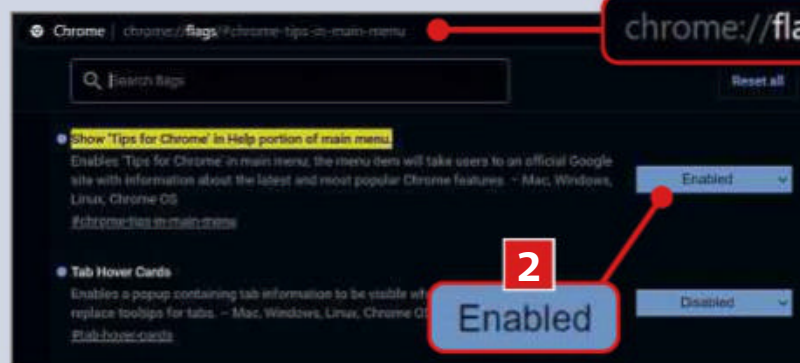 Chrome | chrome://flags/#chrome-tips-in-main-menu
chrome://fla
Search flags
Reset all
Show 'Tips for Chrome' in Help portion of main menu.
Enables 'Tips for Chrome' in main menu; the menu item will take users to an official Google
site with information about the latest and most popular Chrome features. – Mac, Windows,
Linux, Chrome OS
Enabled
#chrome-tips-in-main-menu
2
Tab Hover Cards
Enables a popup containing tab information to be visible
replace tooltips for tabs. – Mac, Windows, Linux, Chrome
Enabled
Disabled
#tab-hover-cards